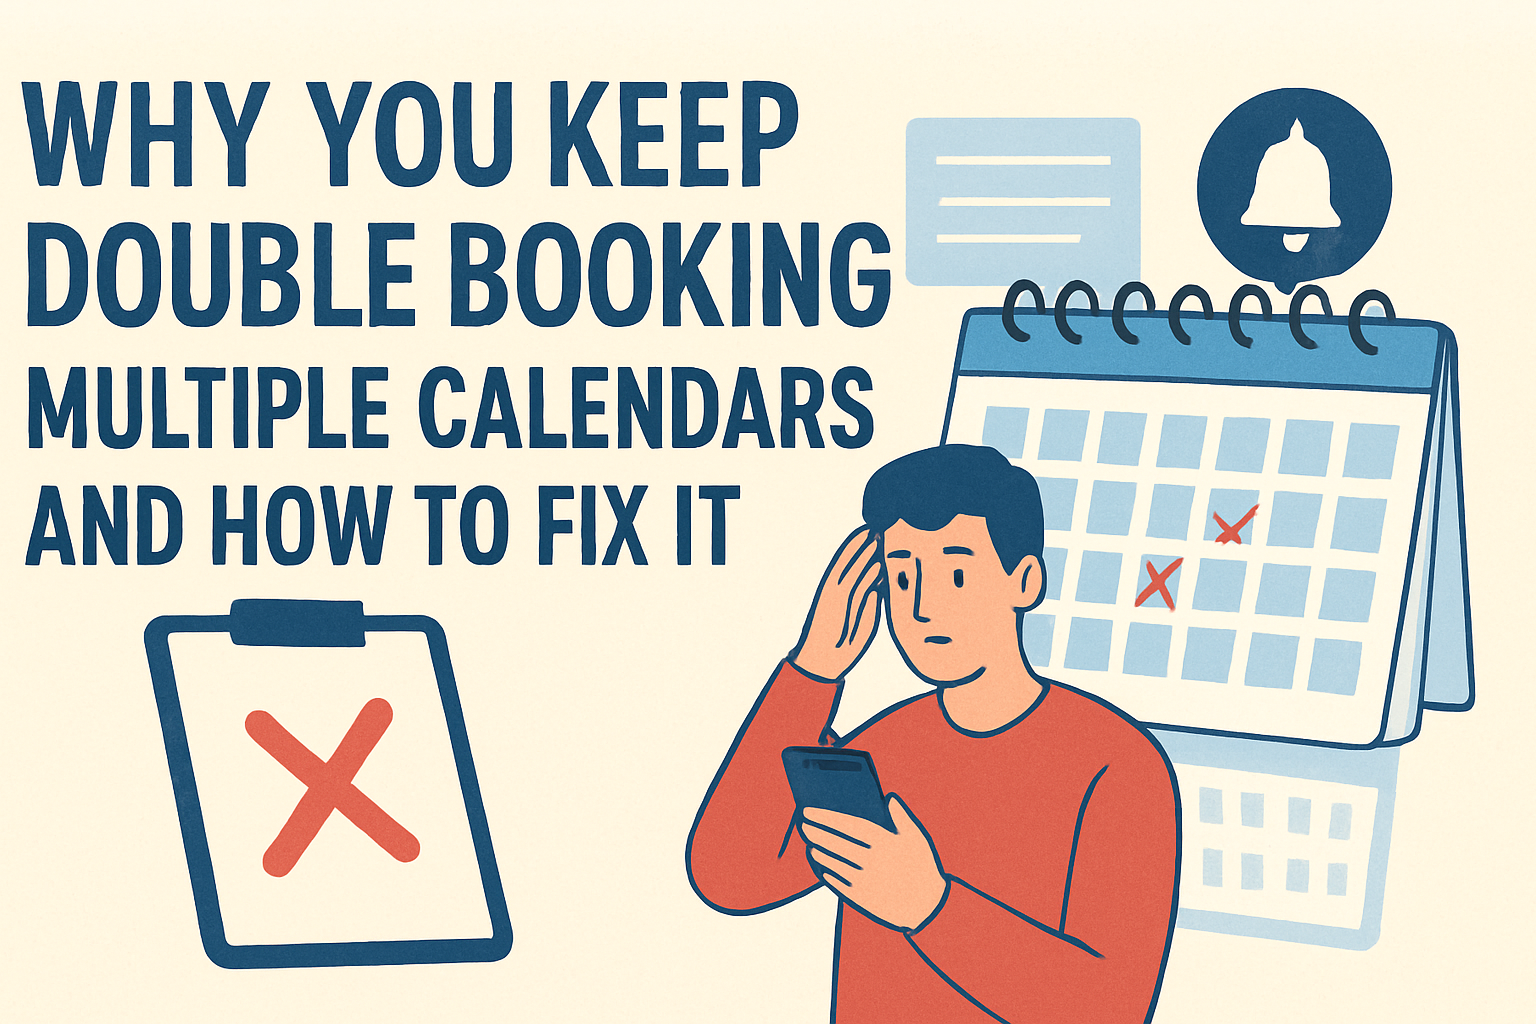 WHY YOU KEEP
DOUBLE BOOKING
MULTIPLE CALENDARS
AND HOW TO FIX IT